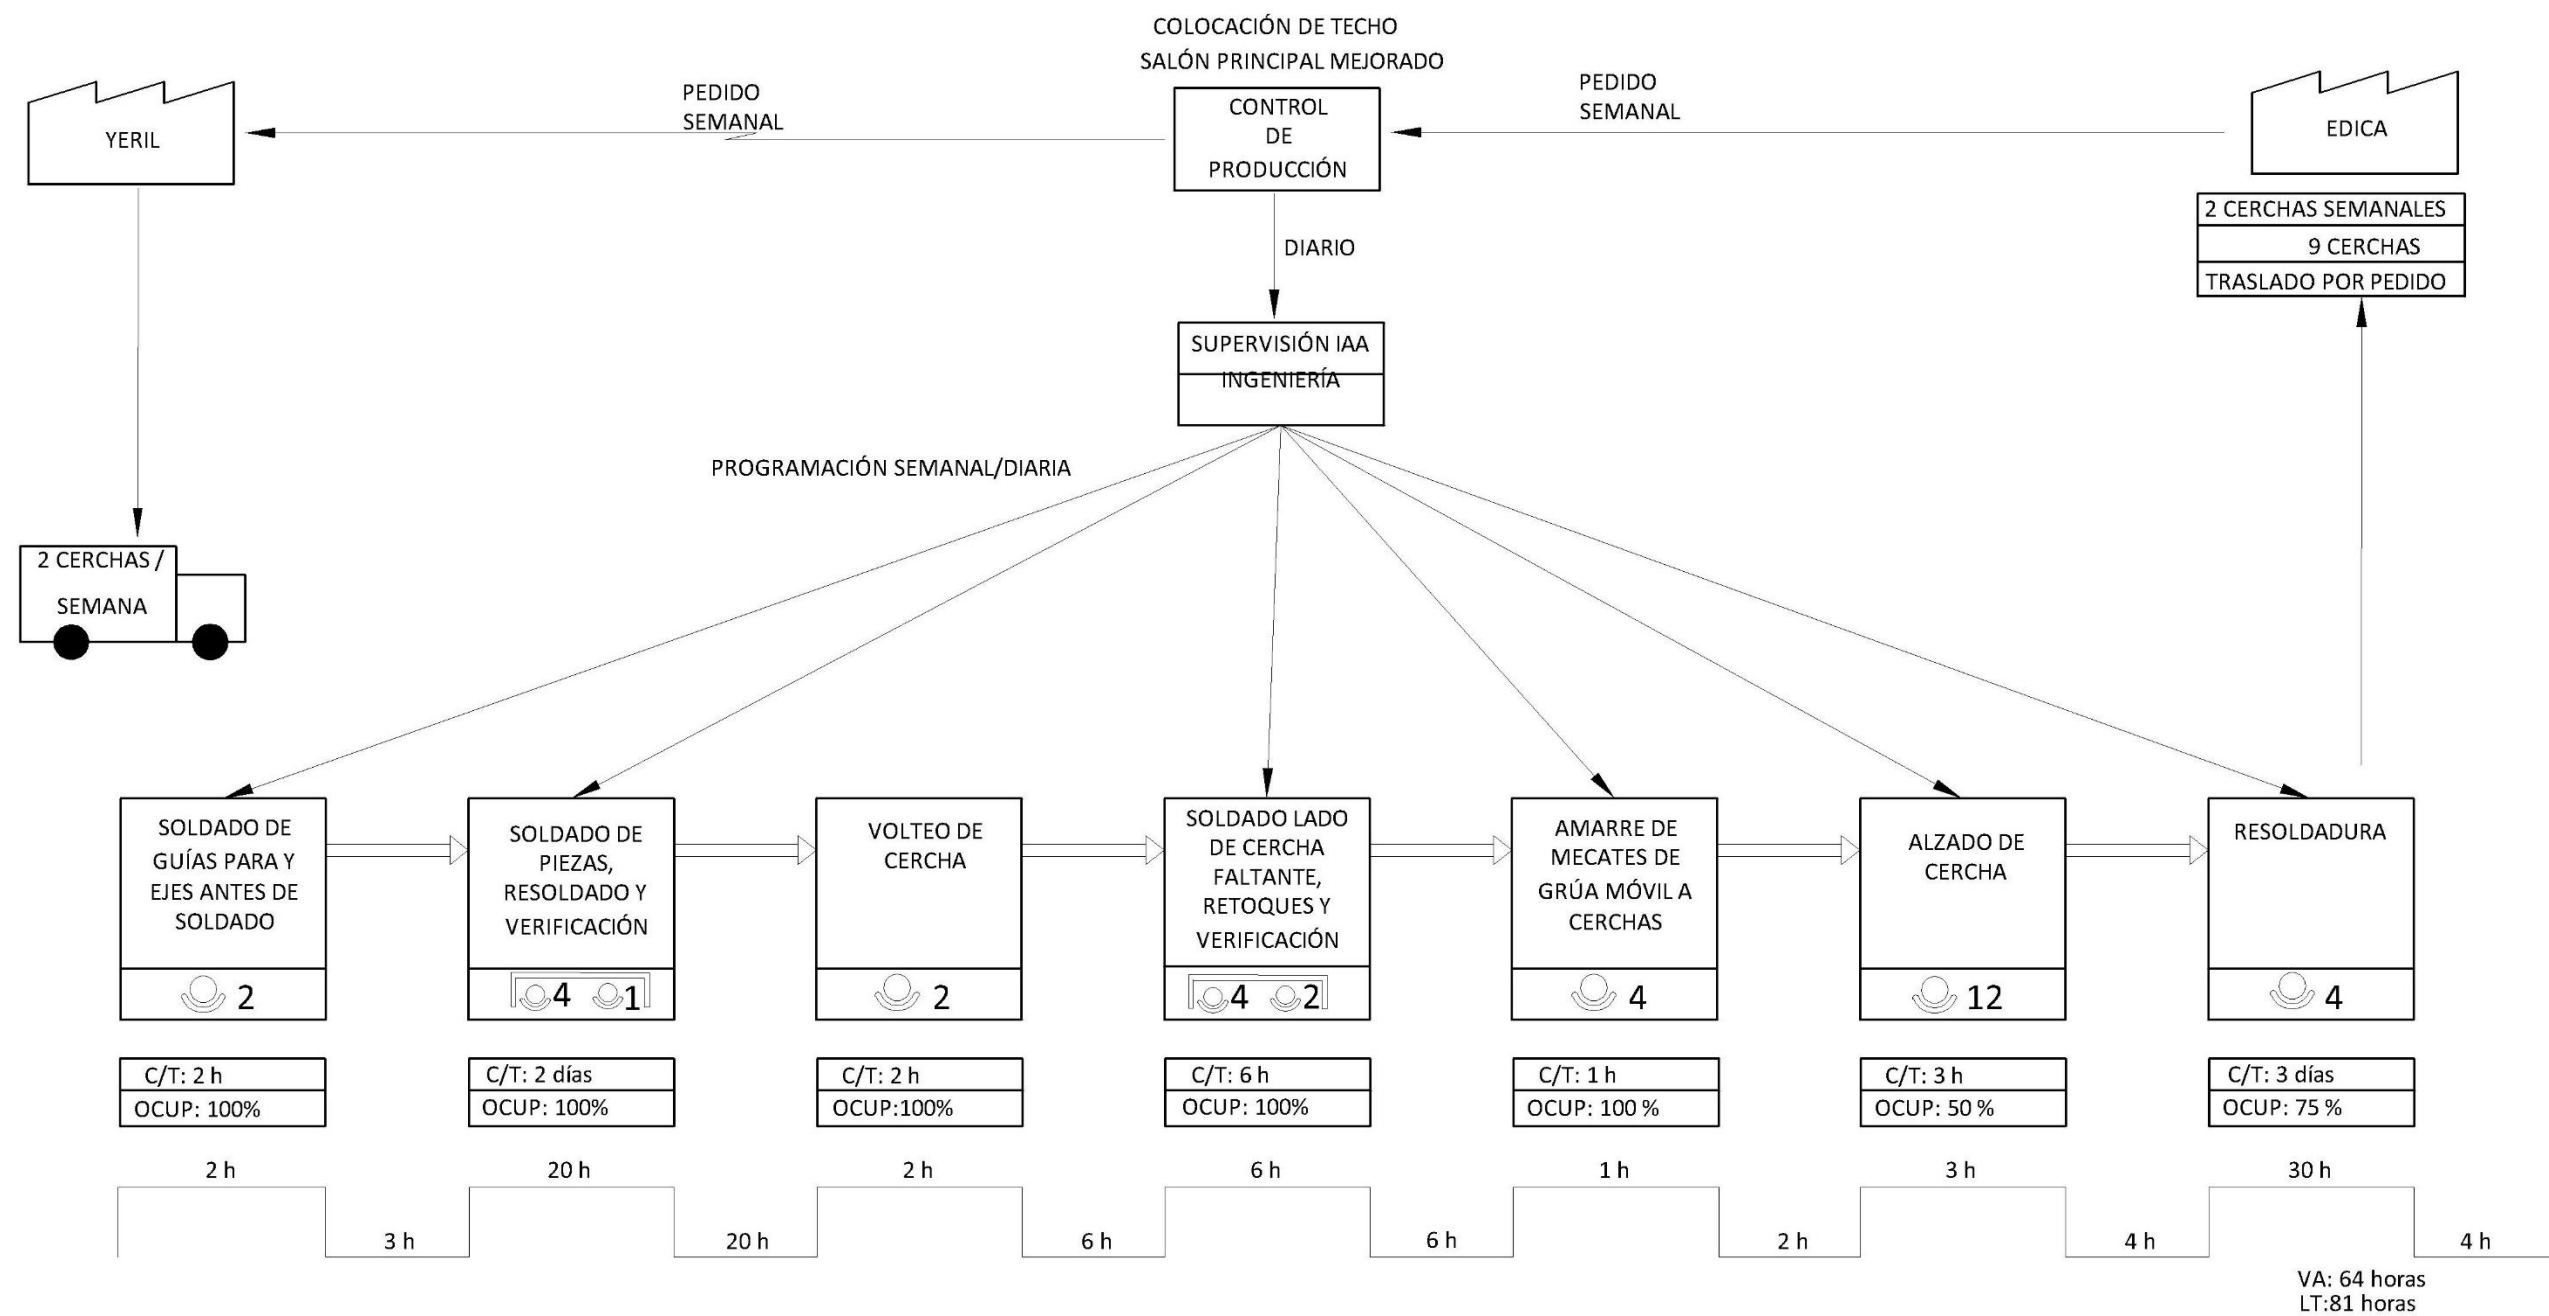 COLOCACIÓN DE TECHO
SALÓN PRINCIPAL MEJORADO
YERIL
PEDIDO
SEMANAL
CONTROL
DE
PRODUCCIÓN
PEDIDO
SEMANAL
EDICA
2 CERCHAS SEMANALES
9 CERCHAS
TRASLADO POR PEDIDO
DIARIO
SUPERVISIÓN IAA
INGENIERÍA
PROGRAMACIÓN SEMANAL/DIARIA
2 CERCHAS /
SEMANA
SOLDADO DE
GUÍAS PARA Y
EJES ANTES DE
SOLDADO
2
C/T: 2 h
OCUP: 100%
SOLDADO DE
PIEZAS,
RESOLDADO Y
VERIFICACIÓN
4 1
C/T: 2 días
OCUP: 100%
VOLTEO DE
CERCHA
2
C/T: 2 h
OCUP:100%
SOLDADO LADO
DE CERCHA
FALTANTE,
RETOQUES Y
VERIFICACIÓN
4 2
C/T: 6 h
OCUP: 100%
AMARRE DE
MECATES DE
GRÚA MÓVIL A
CERCHAS
4
C/T: 1 h
OCUP: 100 %
ALZADO DE
CERCHA
12
C/T: 3 h
OCUP: 50 %
RESOLDADURA
4
C/T: 3 días
OCUP: 75 %
2 h 20 h 2 h 6 h 1 h 3 h 30 h
3 h 20 h 6 h 6 h 2 h 4 h 4 h
VA: 64 horas
LT:81 horas